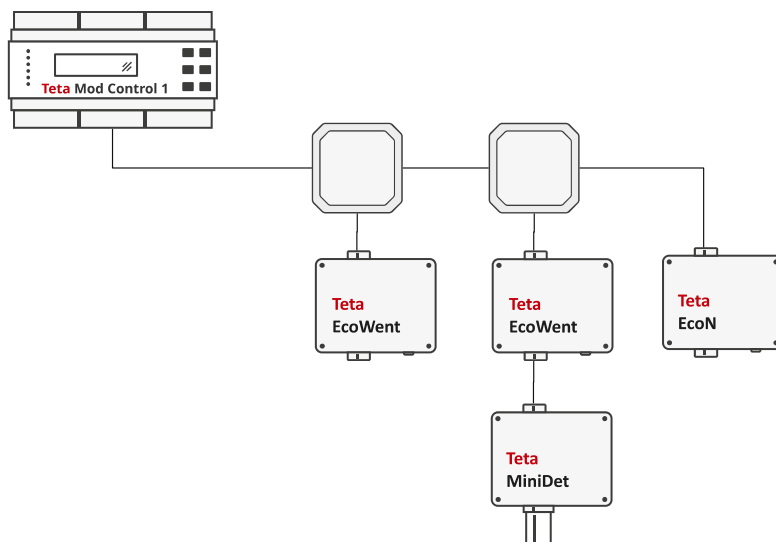 Teta Mod Control 1
Teta
EcoWent
Teta
EcoWent
Teta
EcoN
Teta
MiniDet